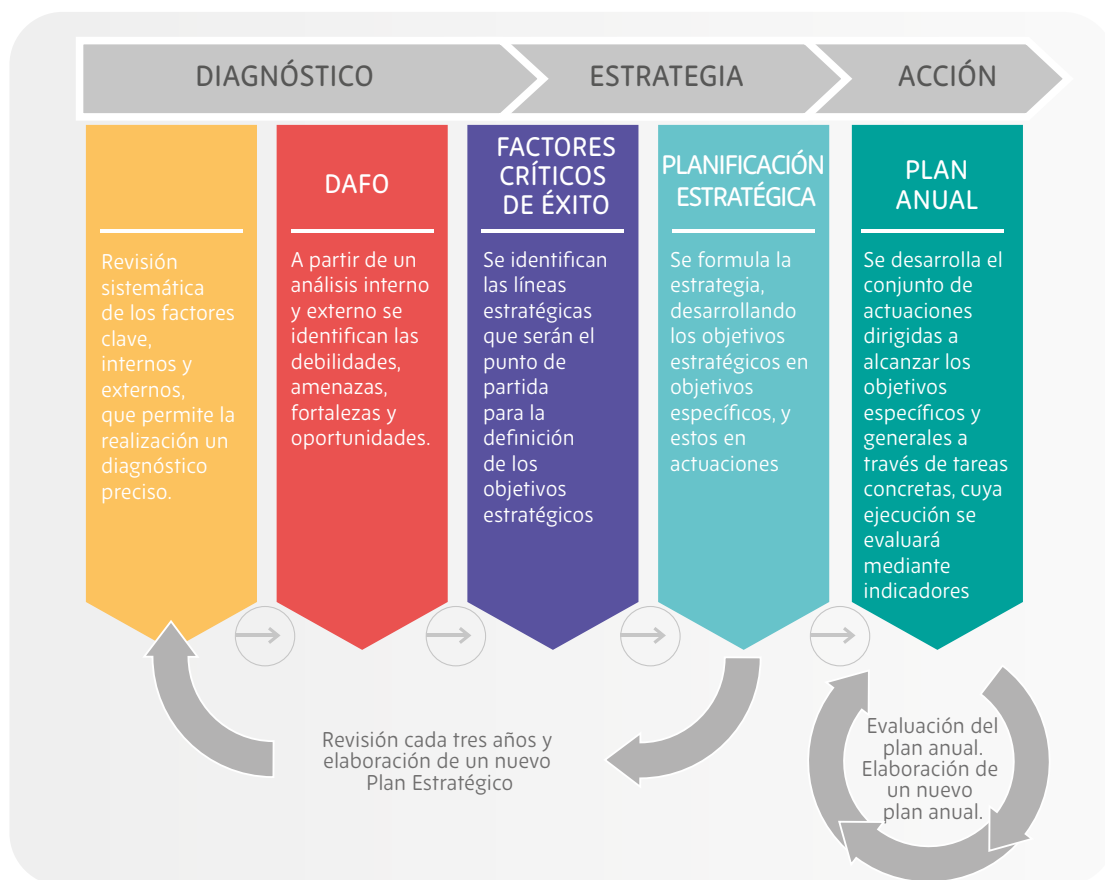 DIAGNÓSTICO
ESTRATEGIA
ACCIÓN
Revisión
sistemática
de los factores
clave,
internos y
externos,
que permite la
realización un
diagnóstico
preciso.
DAFO
A partir de un
análisis interno
y externo se
identifican las
debilidades,
amenazas,
fortalezas y
oportunidades.
FACTORES
CRÍTICOS
DE ÉXITO
Se identifican
las líneas
estratégicas
que serán el
punto de
partida
para la
definición
de los
objetivos
estratégicos
PLANIFICACIÓN
ESTRATÉGICA
Se formula la
estrategia,
desarrollando
los objetivos
estratégicos en
objetivos
específicos, y
estos en
actuaciones
PLAN
ANUAL
Se desarrolla el
conjunto de
actuaciones
dirigidas a
alcanzar los
objetivos
específicos y
generales a
través de tareas
concretas, cuya
ejecución se
evaluará
mediante
indicadores
Revisión cada tres años y
elaboración de un nuevo
Plan Estratégico
Evaluación del
plan anual.
Elaboración de
un nuevo
plan anual.